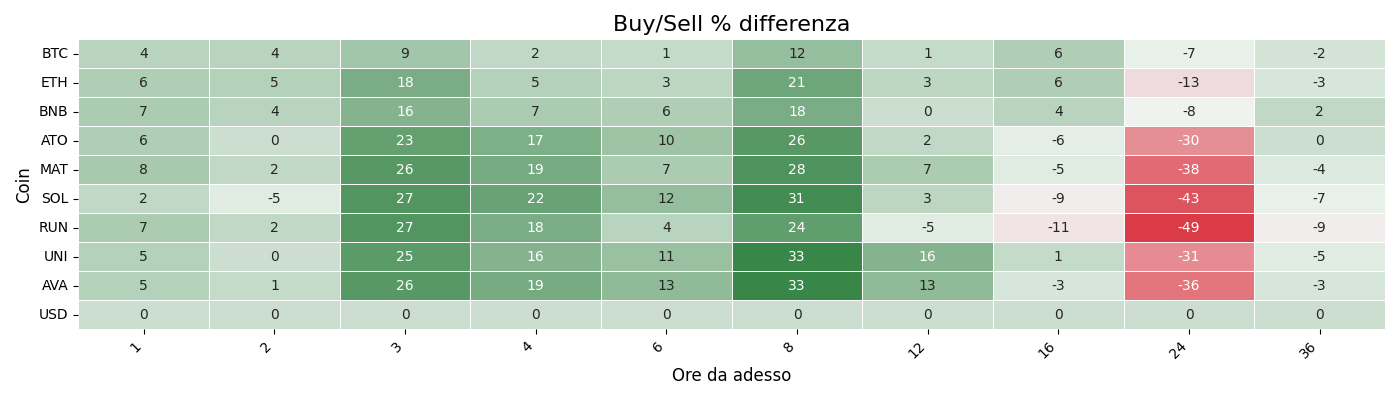 Buy/Sell % differenza
Coin
BTC 4 4 9 2 1 12 1 6 -7 -2
ETH 6 5 18 5 3 21 3 6 -13 -3
BNB 7 4 16 7 6 18 0 4 -8 2
ATO 6 0 23 17 10 26 2 -6 -30 0
MAT 8 2 26 19 7 28 7 -5 -38 -4
SOL 2 -5 27 22 12 31 3 -9 -43 -7
RUN 7 2 27 18 4 24 -5 -11 -49 -9
UNI 5 0 25 16 11 33 16 1 -31 -5
AVA 5 1 26 19 13 33 13 -3 -36 -3
USD 0 0 0 0 0 0 0 0 0 0
1 2 3 4 6 8 12 16 24 36
Ore da adesso